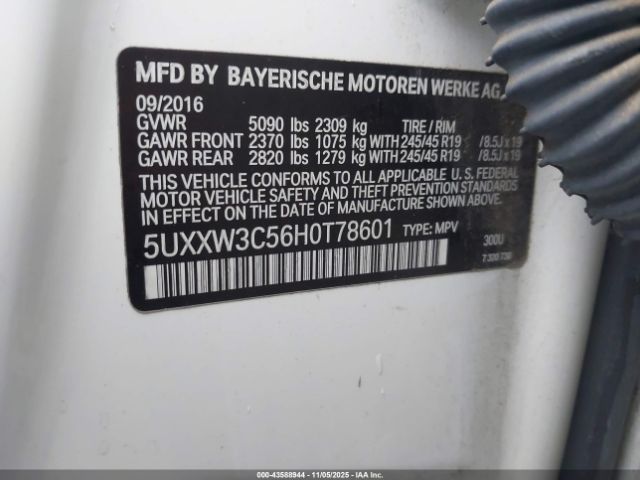 MFD BY BAYERISCHE MOTOREN WERKE AG
09/2016
GVWR 5090 lbs 2309 kg TIRE / RIM
GAWR FRONT 2370 lbs 1075 kg WITH 245/45 R19 /8.5J x 19
GAWR REAR 2820 lbs 1279 kg WITH 245/45 R19 /8.5J x 19
THIS VEHICLE CONFORMS TO ALL APPLICABLE U. S. FEDERAL
MOTOR VEHICLE SAFETY AND THEFT PREVENTION STANDARDS
IN EFFECT ON THE DATE OF MANUFACTURE SHOWN ABOVE.
5UXXW3C56H0T78601 TYPE: MPV 300U
000-43588944 - 11/05/2025 - IAAI.COM